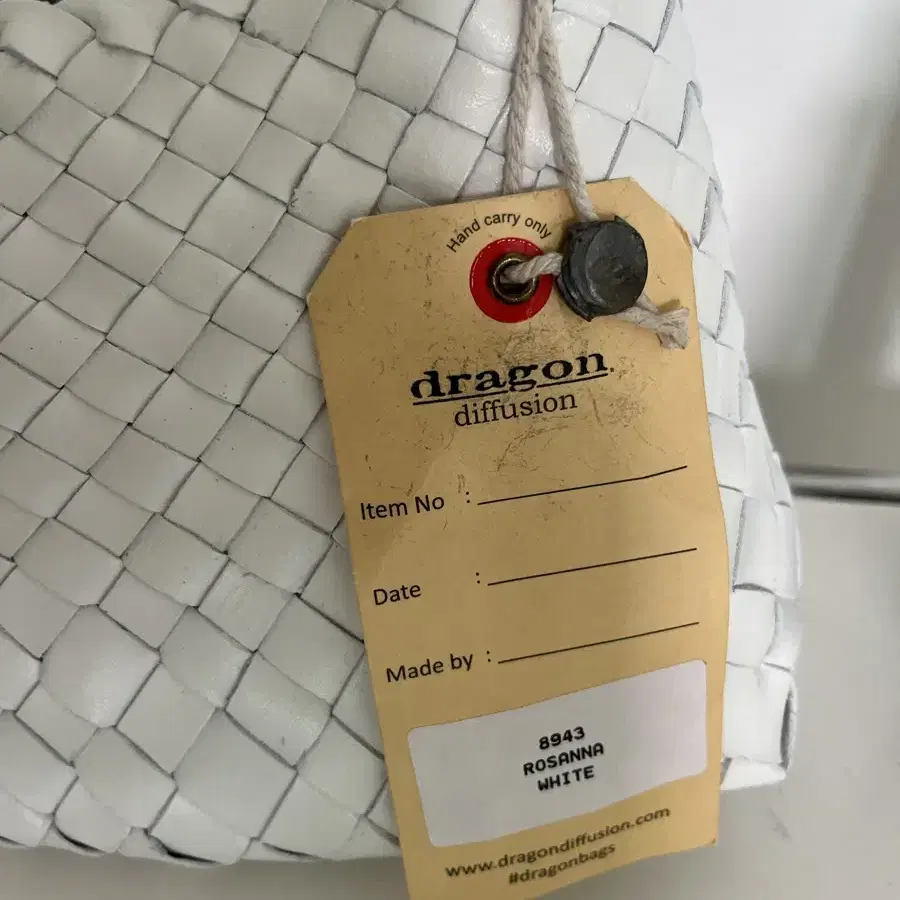 Hand carry only
dragon
diffusion
Item No :
Date :
Made by :
8943
ROSANNA
WHITE
www.dragondiffusion.com
#dragonbags